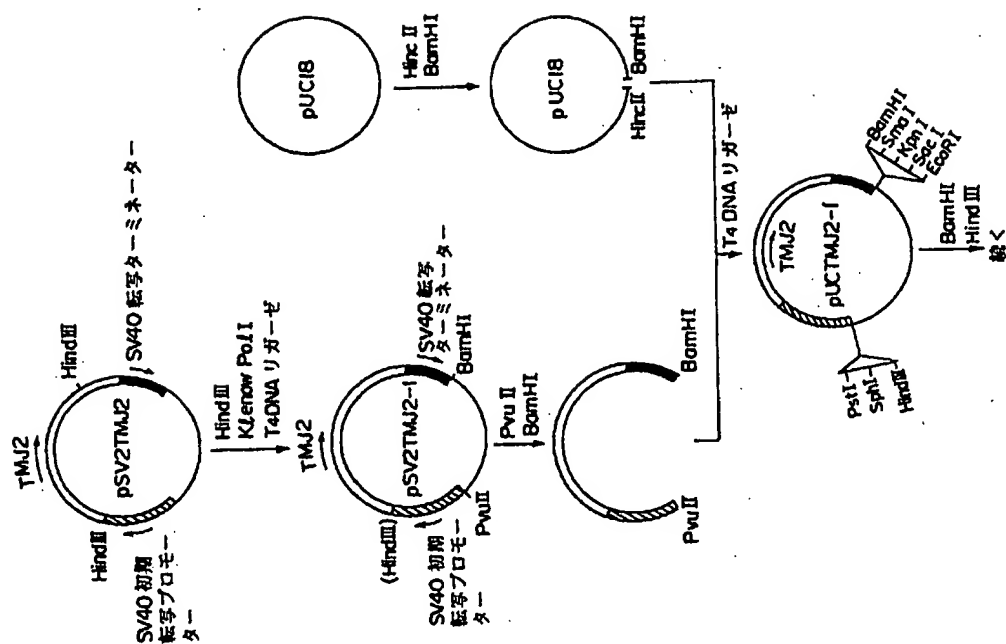 TMJ2
HindⅢ
HindⅢ
pSV2TMJ2
SV40 初期
転写プロモー
ター
SV40 転写ターミネーター
HindⅢ
Klenow Pol I
T4DNA リガーゼ
TMJ2
(HindⅢ)
pSV2TMJ2-1
SV40 初期
転写プロモー
ター
PvuⅡ
SV40 転写
ターミネーター
BamHI
PvuⅡ
BamHI
PvuⅡ
BamHI
pUC18
HincⅡ
BamHI
pUC18
HincⅡ
BamHI
T4DNA リガーゼ
TMJ2
pUCTMJ2-1
PstI
SphI
HindⅢ
BamHI
SmaI
KpnI
SacI
EcoRI
BamHI
HindⅢ
続く